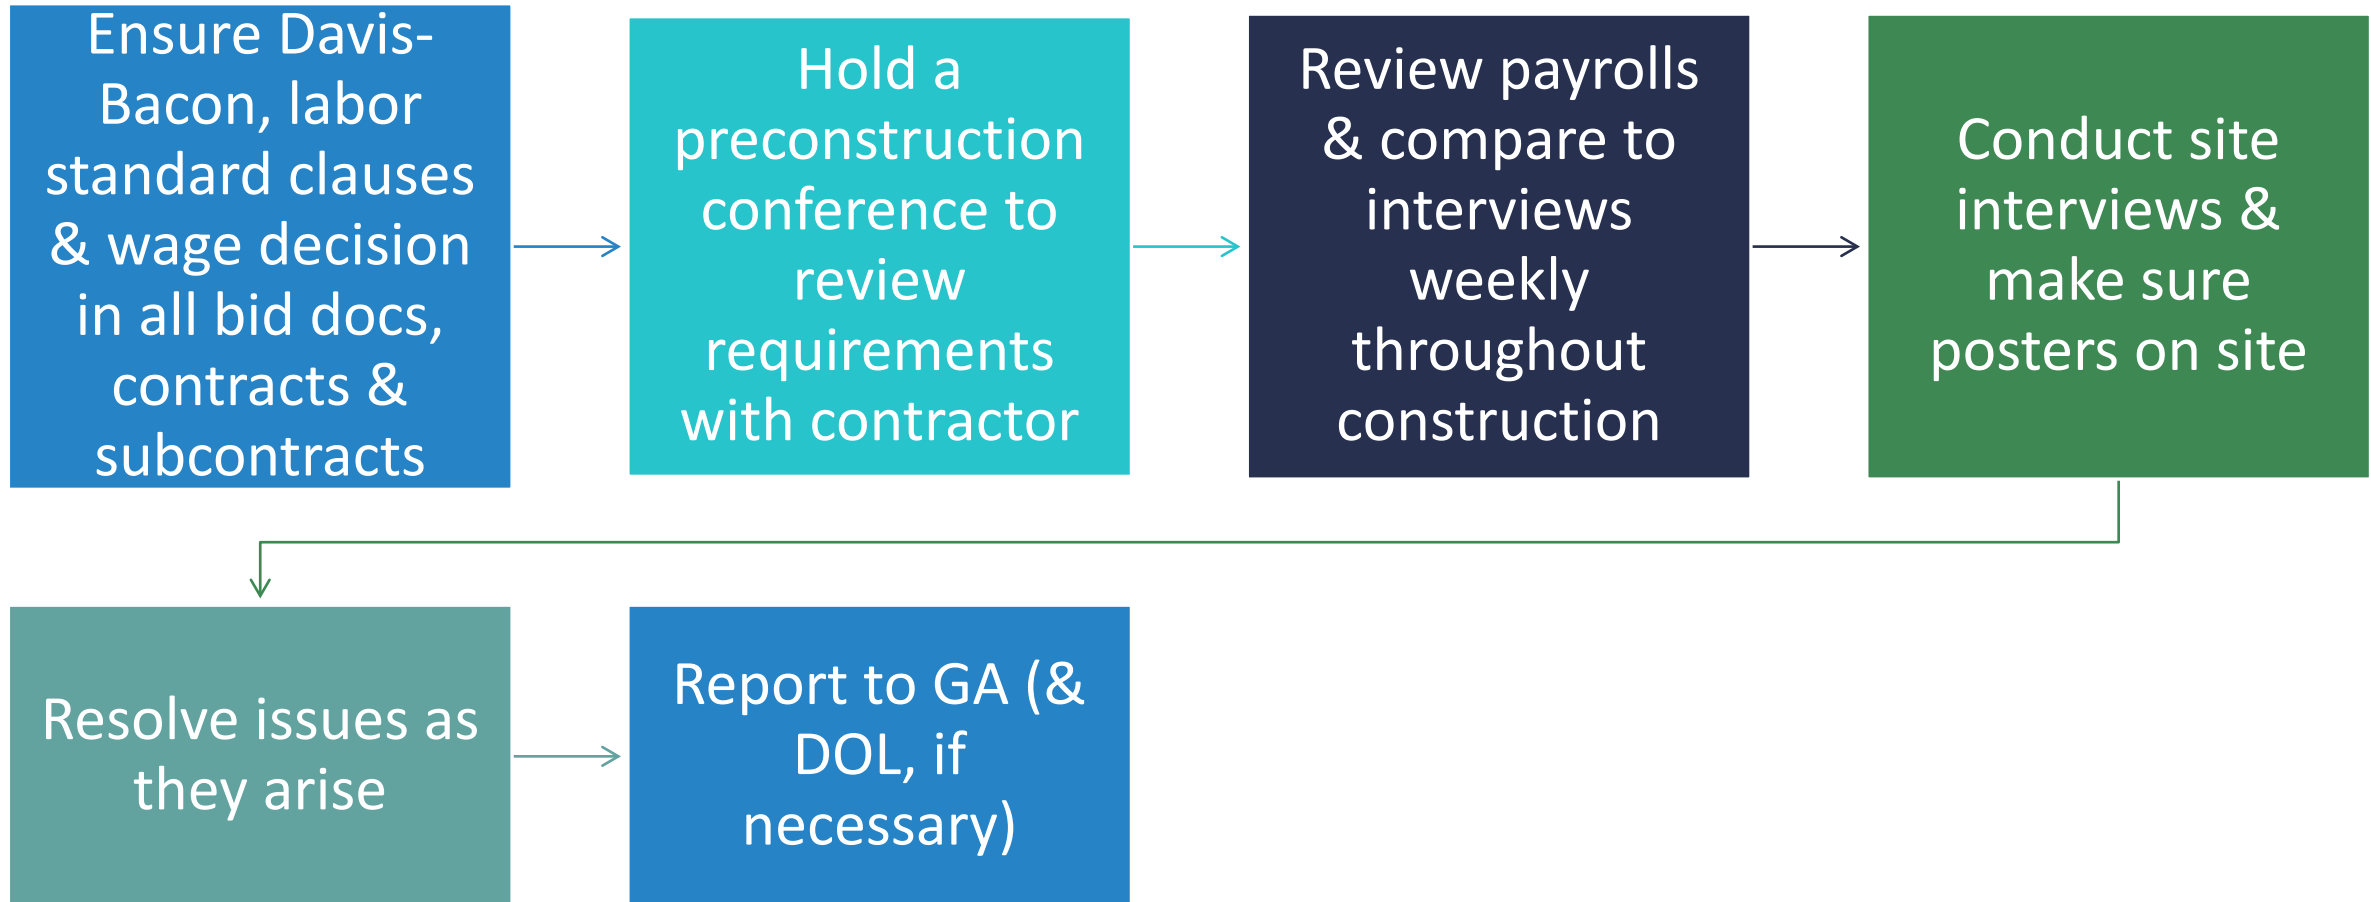 Ensure Davis-
Bacon, labor
standard clauses
& wage decision
in all bid docs,
contracts &
subcontracts
Hold a
preconstruction
conference to
review
requirements
with contractor
Review payrolls
& compare to
interviews
weekly
throughout
construction
Conduct site
interviews &
make sure
posters on site
Resolve issues as
they arise
Report to GA (&
DOL, if
necessary)